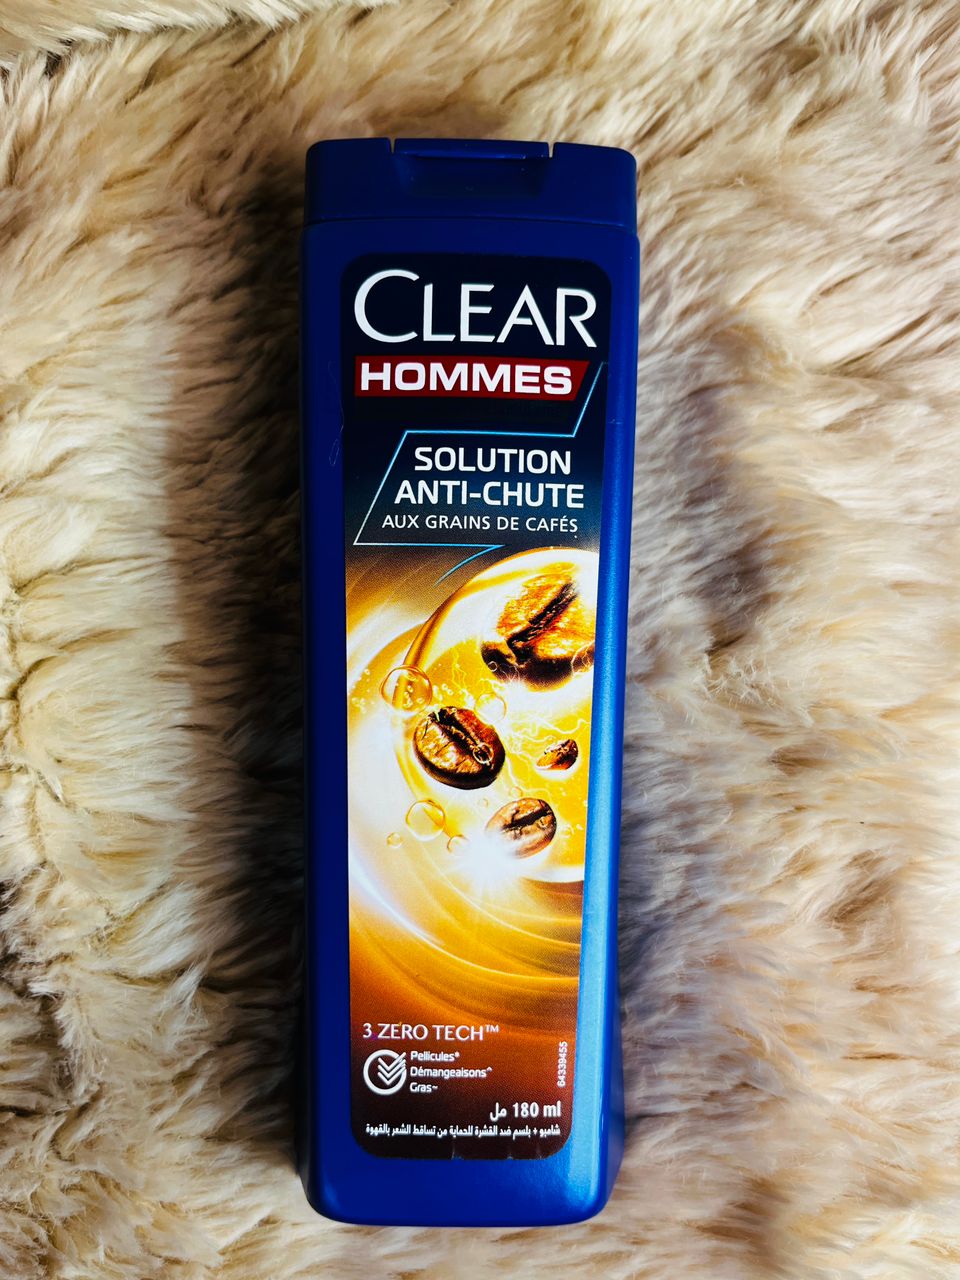 CLEAR
HOMMES
SOLUTION
ANTI-CHUTE
AUX GRAINS DE CAFÉS
3 ZERO TECH™
Pellicules*
Démangeaisons^
Gras~
64339455
180 ml مل
شامبو + بلسم ضد القشرة للحماية من تساقط الشعر بالقهوة